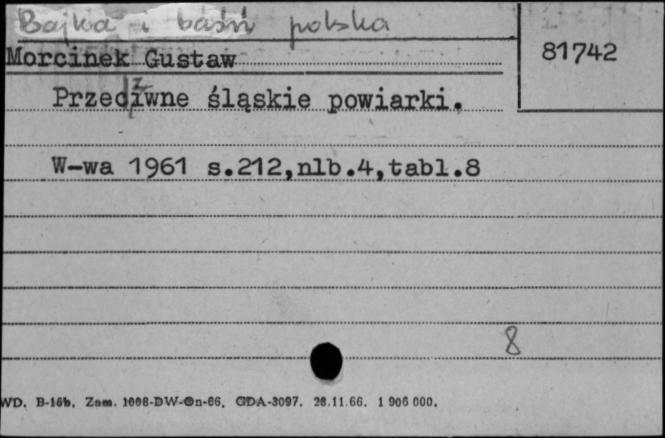 Bajka i baśń polska
Morcinek Gustaw
81742
Przedziwne śląskie powiarki.
W-wa 1961 s.212,nlb.4,tabl.8
8
WD. B-15b. Zam. 1008-DW-On-66. GDA-3097. 28.11.66. 1 906 000.